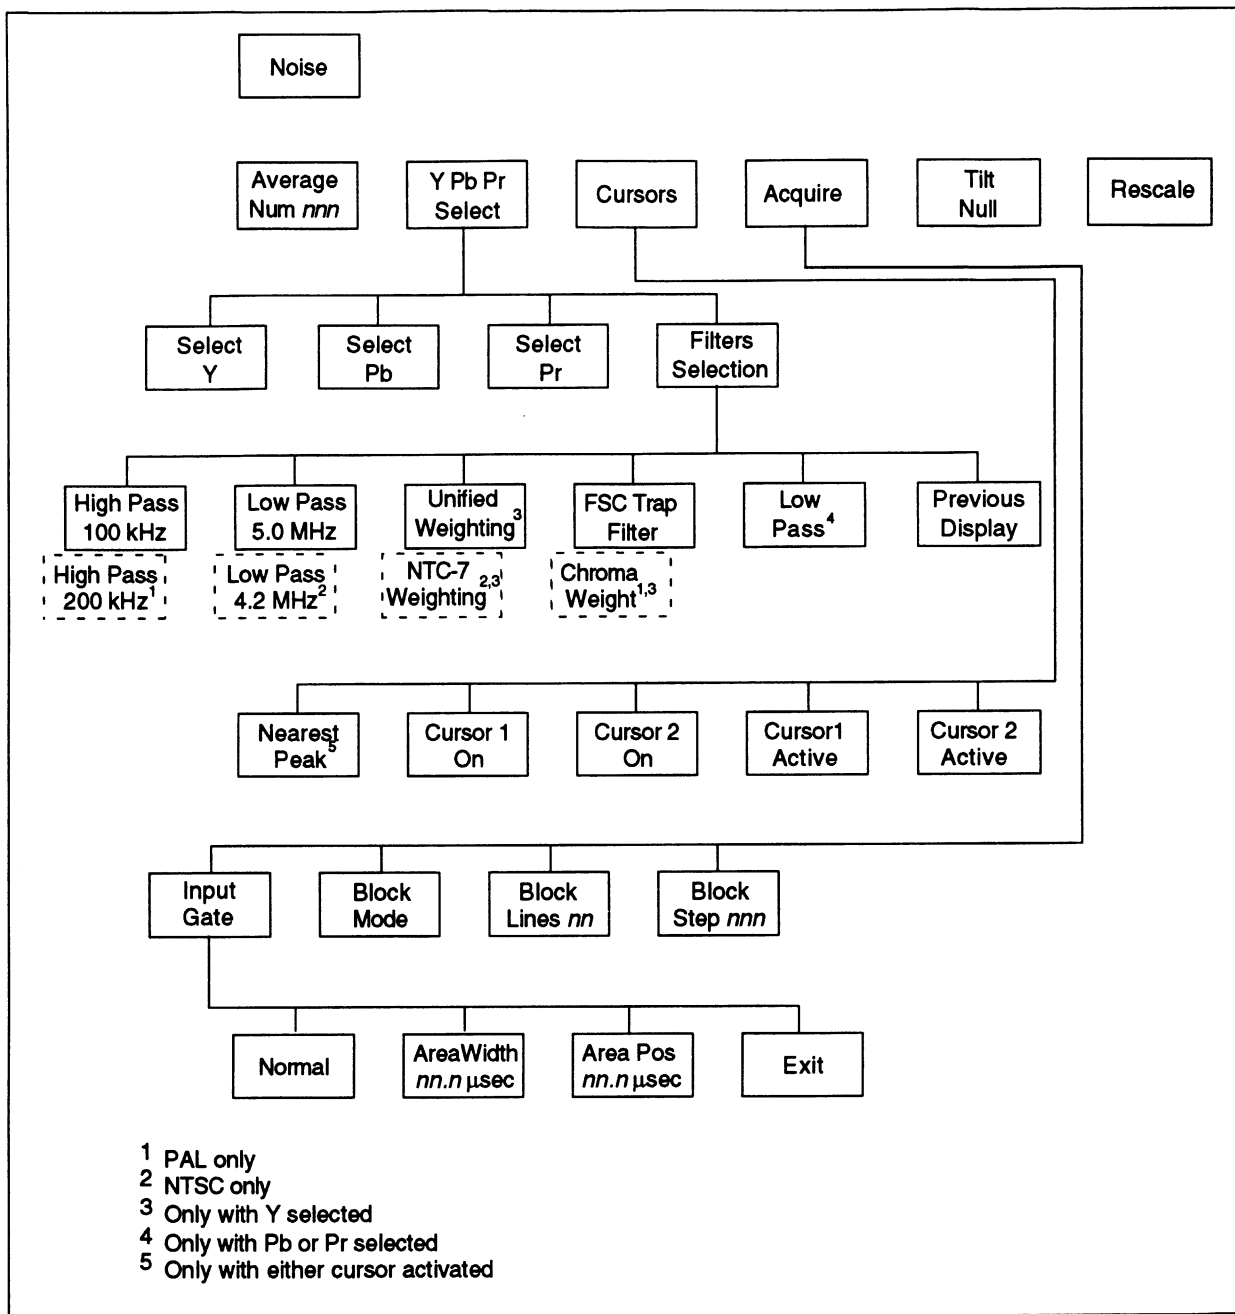 Noise
Average
Num nnn
Y Pb Pr
Select
Cursors
Acquire
Tilt
Null
Rescale
Select
Y
Select
Pb
Select
Pr
Filters
Selection
High Pass
100 kHz
Low Pass
5.0 MHz
Unified
Weighting3
FSC Trap
Filter
Low
Pass4
Previous
Display
High Pass
200 kHz1
Low Pass
4.2 MHz2
NTC-7
Weighting2,3
Chroma
Weight1,3
Nearest
Peak5
Cursor 1
On
Cursor 2
On
Cursor1
Active
Cursor 2
Active
Input
Gate
Block
Mode
Block
Lines nn
Block
Step nnn
Normal
AreaWidth
nn.n µsec
Area Pos
nn.n µsec
Exit
1 PAL only
2 NTSC only
3 Only with Y selected
4 Only with Pb or Pr selected
5 Only with either cursor activated